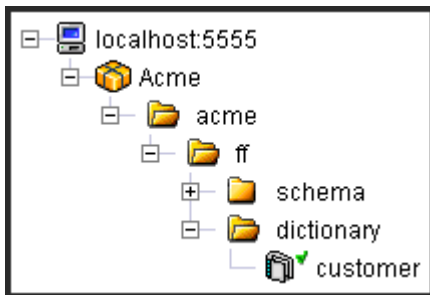 localhost:5555
Acme
acme
ff
schema
dictionary
customer